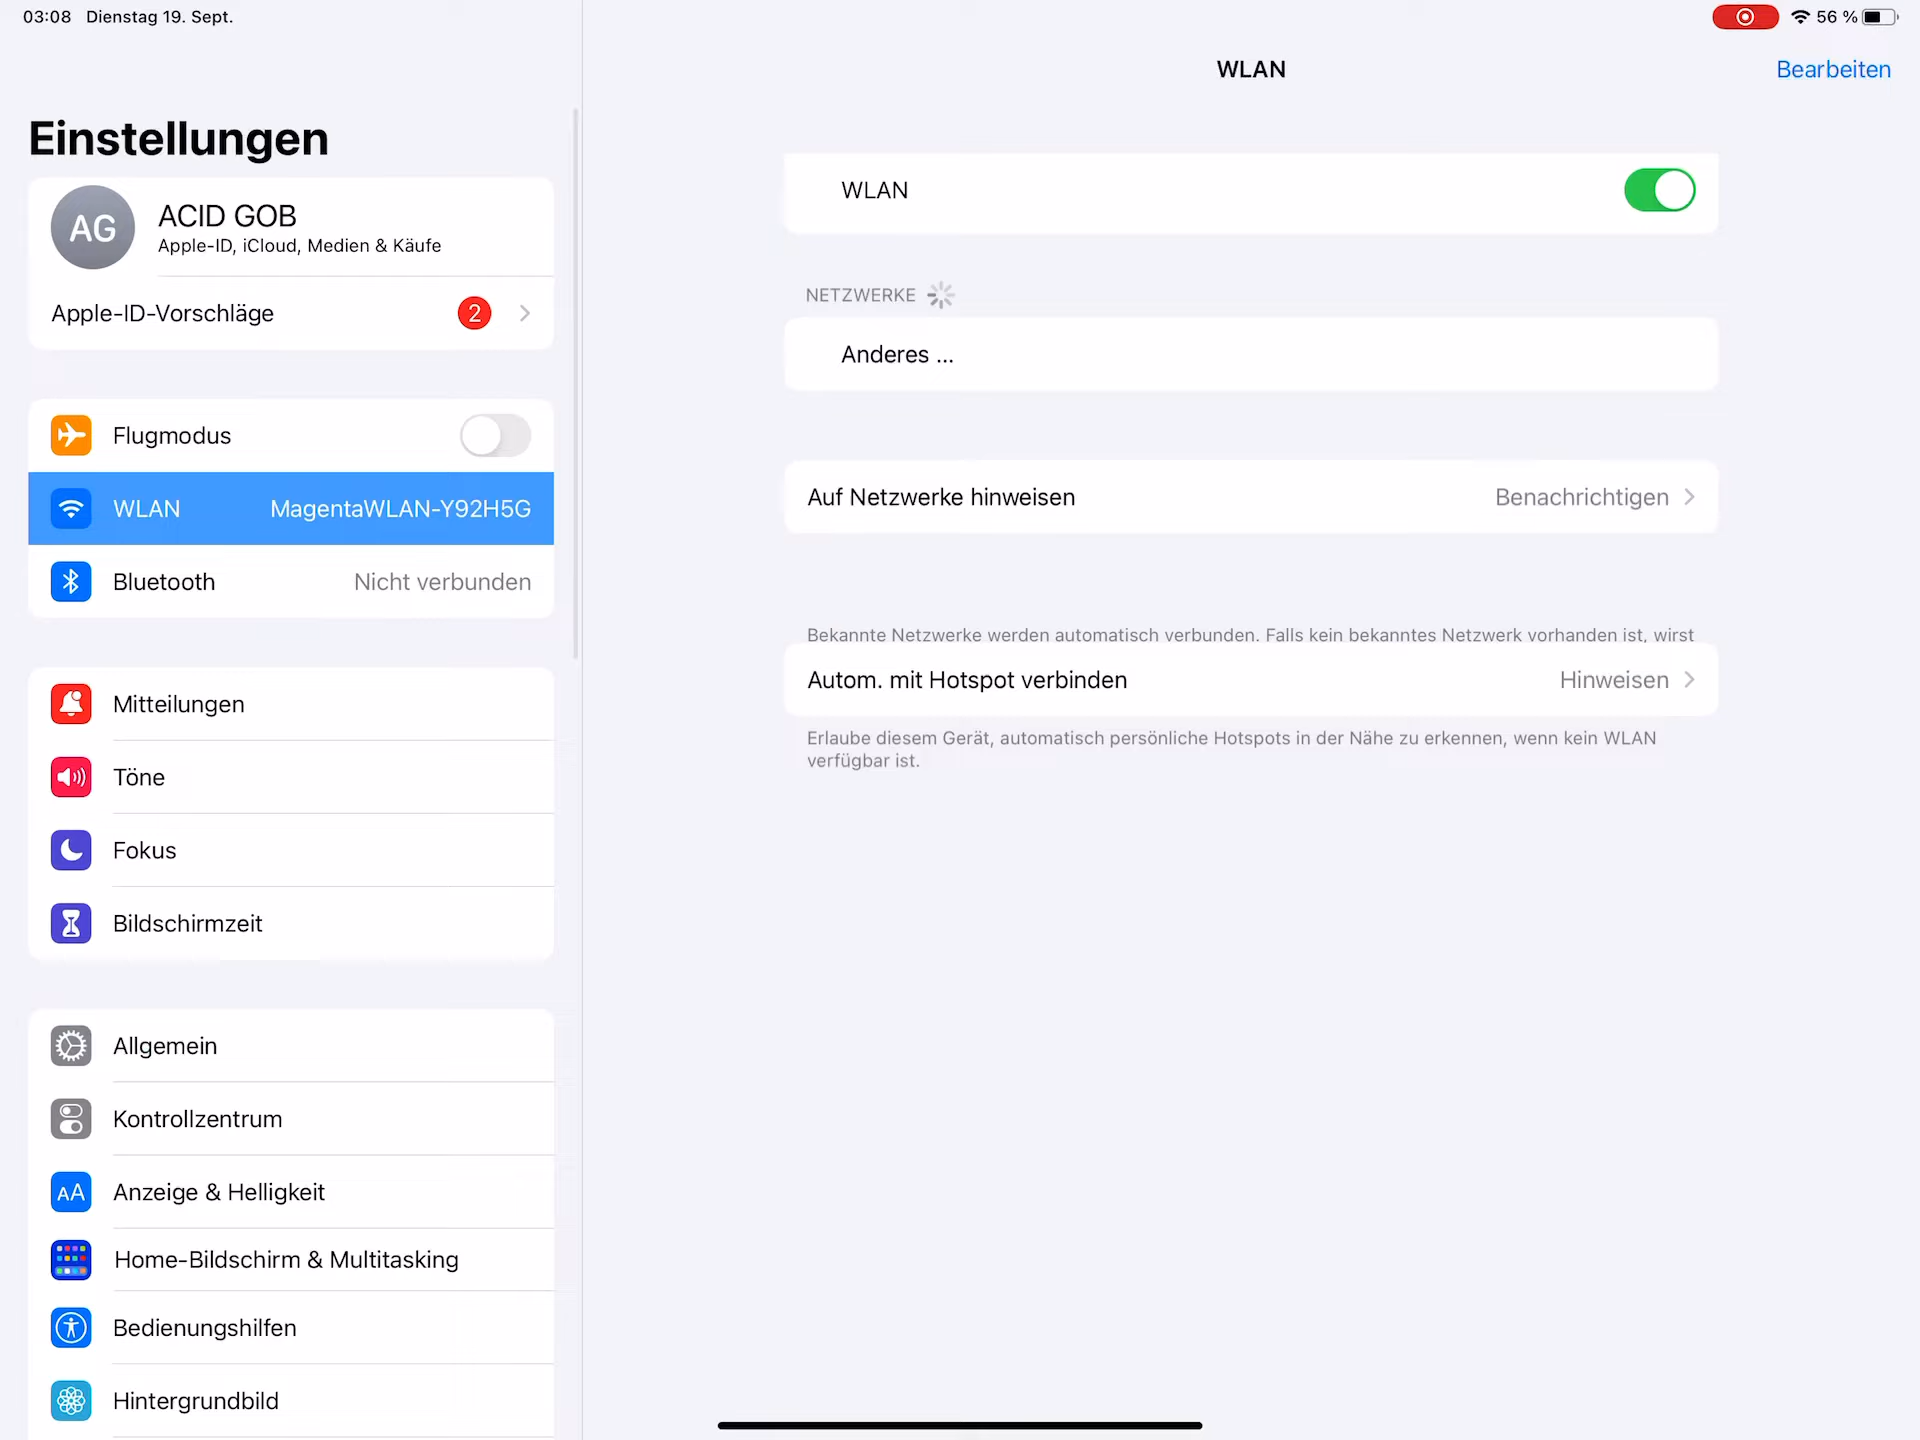 03:08 Dienstag 19. Sept.
56 %
Einstellungen
AG
ACID GOB
Apple-ID, iCloud, Medien & Käufe
Apple-ID-Vorschläge 2
Flugmodus
WLAN MagentaWLAN-Y92H5G
Bluetooth Nicht verbunden
Mitteilungen
Töne
Fokus
Bildschirmzeit
Allgemein
Kontrollzentrum
AA Anzeige & Helligkeit
Home-Bildschirm & Multitasking
Bedienungshilfen
Hintergrundbild
WLAN
Bearbeiten
WLAN
NETZWERKE
Anderes ...
Auf Netzwerke hinweisen Benachrichtigen
Bekannte Netzwerke werden automatisch verbunden. Falls kein bekanntes Netzwerk vorhanden ist, wirst
Autom. mit Hotspot verbinden Hinweisen
Erlaube diesem Gerät, automatisch persönliche Hotspots in der Nähe zu erkennen, wenn kein WLAN
verfügbar ist.